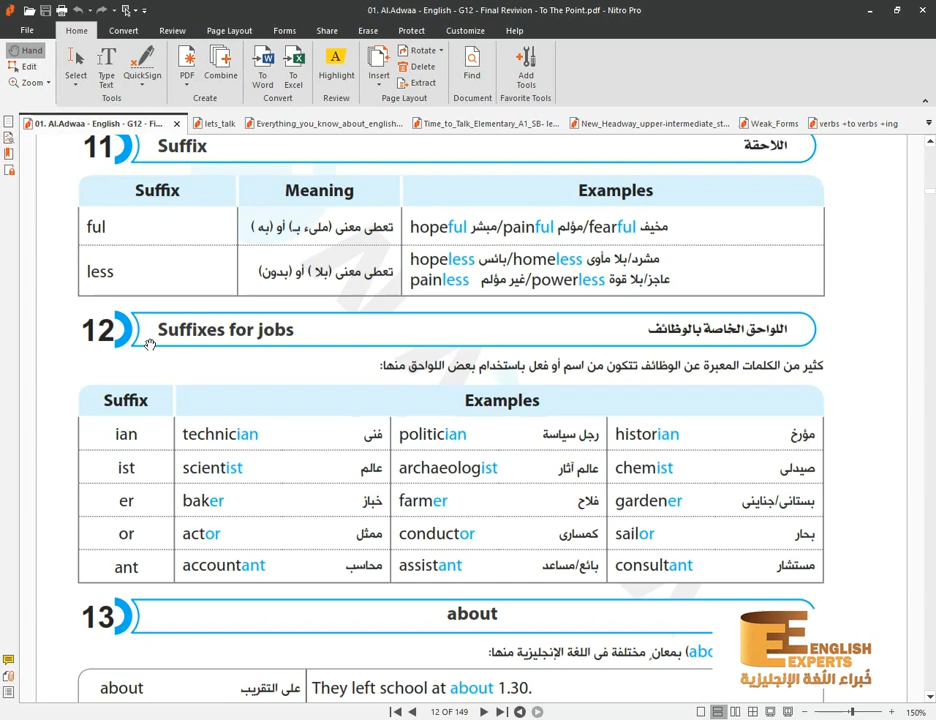 01. Al.Adwaa - English - G12 - Final Revivion - To The Point.pdf - Nitro Pro
File Home Convert Review Page Layout Forms Share Erase Protect Customize Help
Hand Edit Zoom
Select Type Text QuickSign
Tools
PDF Combine
Create
To Word To Excel
Convert
Highlight
Review
Insert Rotate Delete Extract
Page Layout
Find
Document
Add Tools
Favorite Tools
01. Al.Adwaa - English - G12 - Fi... lets_talk Everything_you_know_about_english... Time_to_Talk_Elementary_A1_SB- le... New_Headway_upper-intermediate_st... Weak_Forms verbs +to verbs +ing
11 Suffix اللاحقة
Suffix Meaning Examples
ful تعطى معنى (ملىء بـ) أو (به ) hopeful مبشر/painful مؤلم/fearful مخيف
less تعطى معنى (بلا ) أو (بدون) hopeless بائس/homeless مشرد/بلا مأوى
painless غير مؤلم/powerless عاجز/بلا قوة
12 Suffixes for jobs اللواحق الخاصة بالوظائف
كثير من الكلمات المعبرة عن الوظائف تتكون من اسم أو فعل باستخدام بعض اللواحق منها:
Suffix Examples
ian technician فنى politician رجل سياسة historian مؤرخ
ist scientist عالم archaeologist عالم آثار chemist صيدلى
er baker خباز farmer فلاح gardener بستانى/جناينى
or actor ممثل conductor كمسارى sailor بحار
ant accountant محاسب assistant بائع/مساعد consultant مستشار
13 about
(abo بمعانٍ مختلفة فى اللغة الإنجليزية منها:
about على التقريب They left school at about 1.30.
ENGLISH EXPERTS
خُبراء اللُغة الإنجليزية
12 OF 149 150%